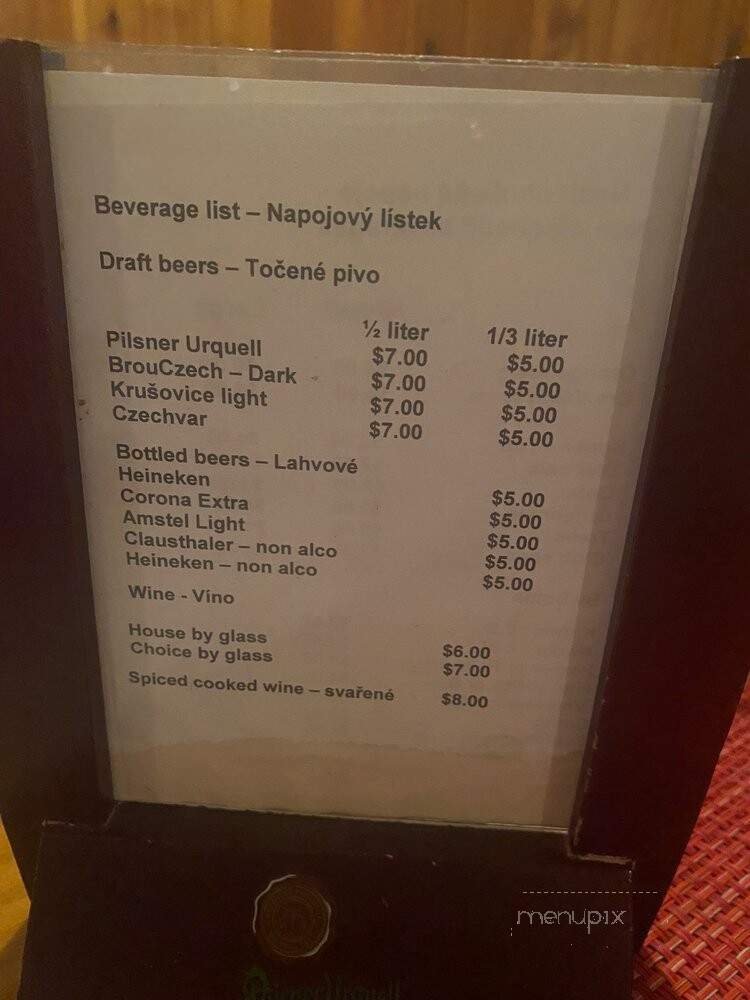 Beverage list – Napojový lístek
Draft beers – Točené pivo
½ liter 1/3 liter
Pilsner Urquell $7.00 $5.00
BrouCzech – Dark $7.00 $5.00
Krušovice light $7.00 $5.00
Czechvar $7.00 $5.00
Bottled beers – Lahvové
Heineken $5.00
Corona Extra $5.00
Amstel Light $5.00
Clausthaler – non alco $5.00
Heineken – non alco $5.00
Wine - Víno
House by glass $6.00
Choice by glass $7.00
Spiced cooked wine – svařené $8.00
menupix
Pilsner Urquell